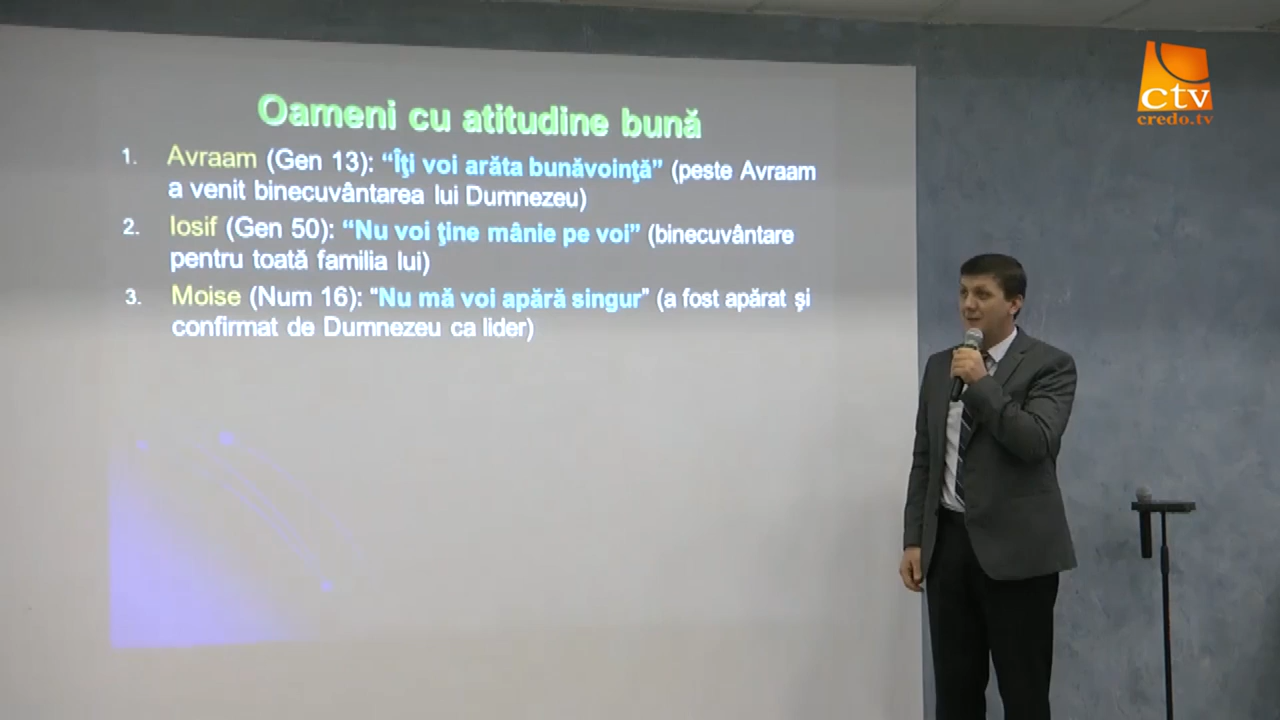 Oameni cu atitudine bună
1. Avraam (Gen 13): “Îţi voi arăta bunăvoinţă” (peste Avraam
a venit binecuvântarea lui Dumnezeu)
2. Iosif (Gen 50): “Nu voi ţine mânie pe voi” (binecuvântare
pentru toată familia lui)
3. Moise (Num 16): “Nu mă voi apăra singur” (a fost apărat și
confirmat de Dumnezeu ca lider)
ctv
credo.tv